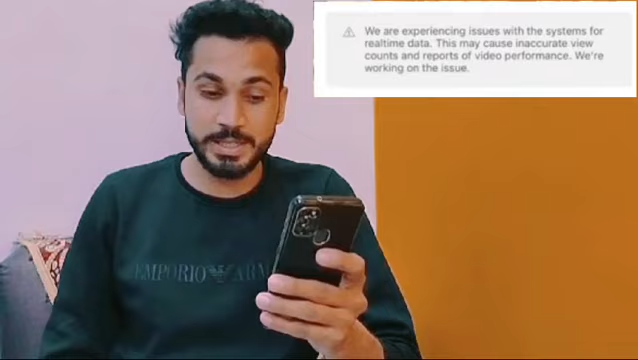 We are experiencing issues with the systems for
realtime data. This may cause inaccurate view
counts and reports of video performance. We're
working on the issue.
EMPORIO ARMA